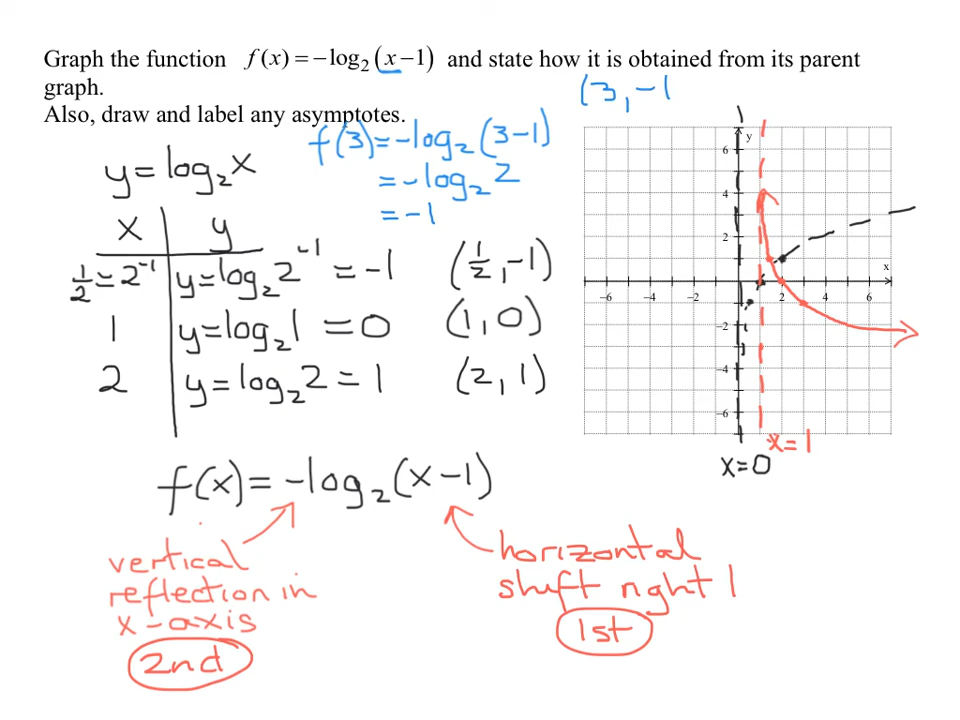 Graph the function f(x) = −log₂(x−1) and state how it is obtained from its parent
graph.
Also, draw and label any asymptotes.
(3, −1
f(3) = −log₂(3−1)
= −log₂ 2
= −1
y = log₂x
x y
½ = 2⁻¹ y = log₂2⁻¹ = −1 (½, −1)
1 y = log₂1 = 0 (1, 0)
2 y = log₂2 = 1 (2, 1)
y
6
4
2
x
−6 −4 −2 2 4 6
−2
−4
−6
x = 1
x = 0
f(x) = −log₂(x−1)
vertical
reflection in
x-axis
2nd
horizontal
shift right 1
1st